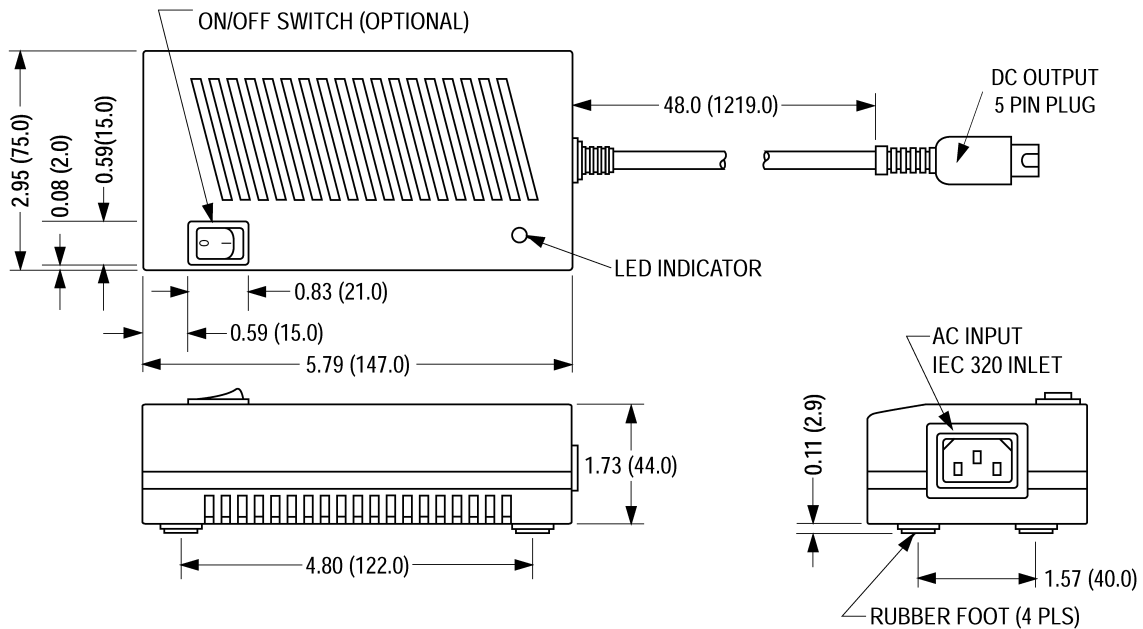 ON/OFF SWITCH (OPTIONAL)
2.95 (75.0)
0.08 (2.0)
0.59(15.0)
48.0 (1219.0)
DC OUTPUT
5 PIN PLUG
0 I
LED INDICATOR
0.83 (21.0)
0.59 (15.0)
5.79 (147.0)
AC INPUT
IEC 320 INLET
1.73 (44.0)
0.11 (2.9)
4.80 (122.0)
1.57 (40.0)
RUBBER FOOT (4 PLS)